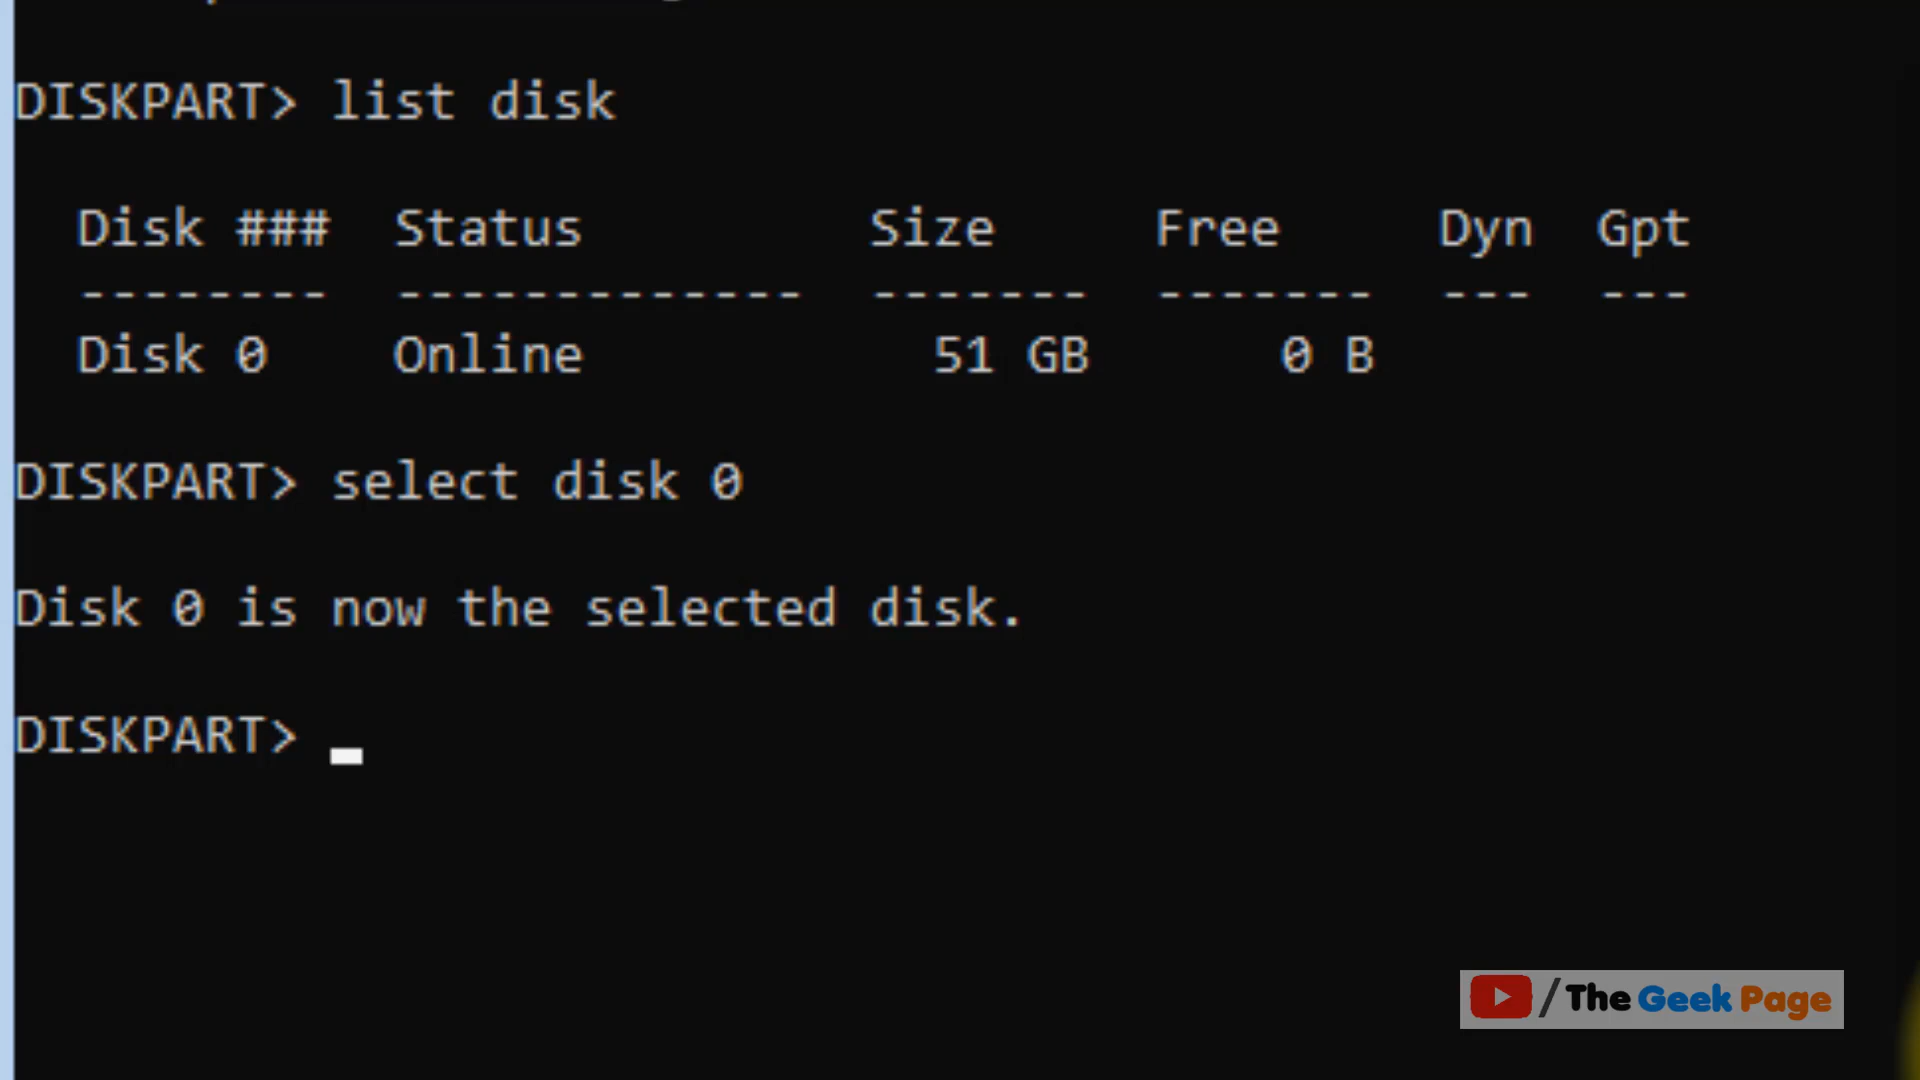 DISKPART> list disk
Disk ### Status Size Free Dyn Gpt
-------- ------------- ------- ------- --- ---
Disk 0 Online 51 GB 0 B
DISKPART> select disk 0
Disk 0 is now the selected disk.
DISKPART>
/The Geek Page